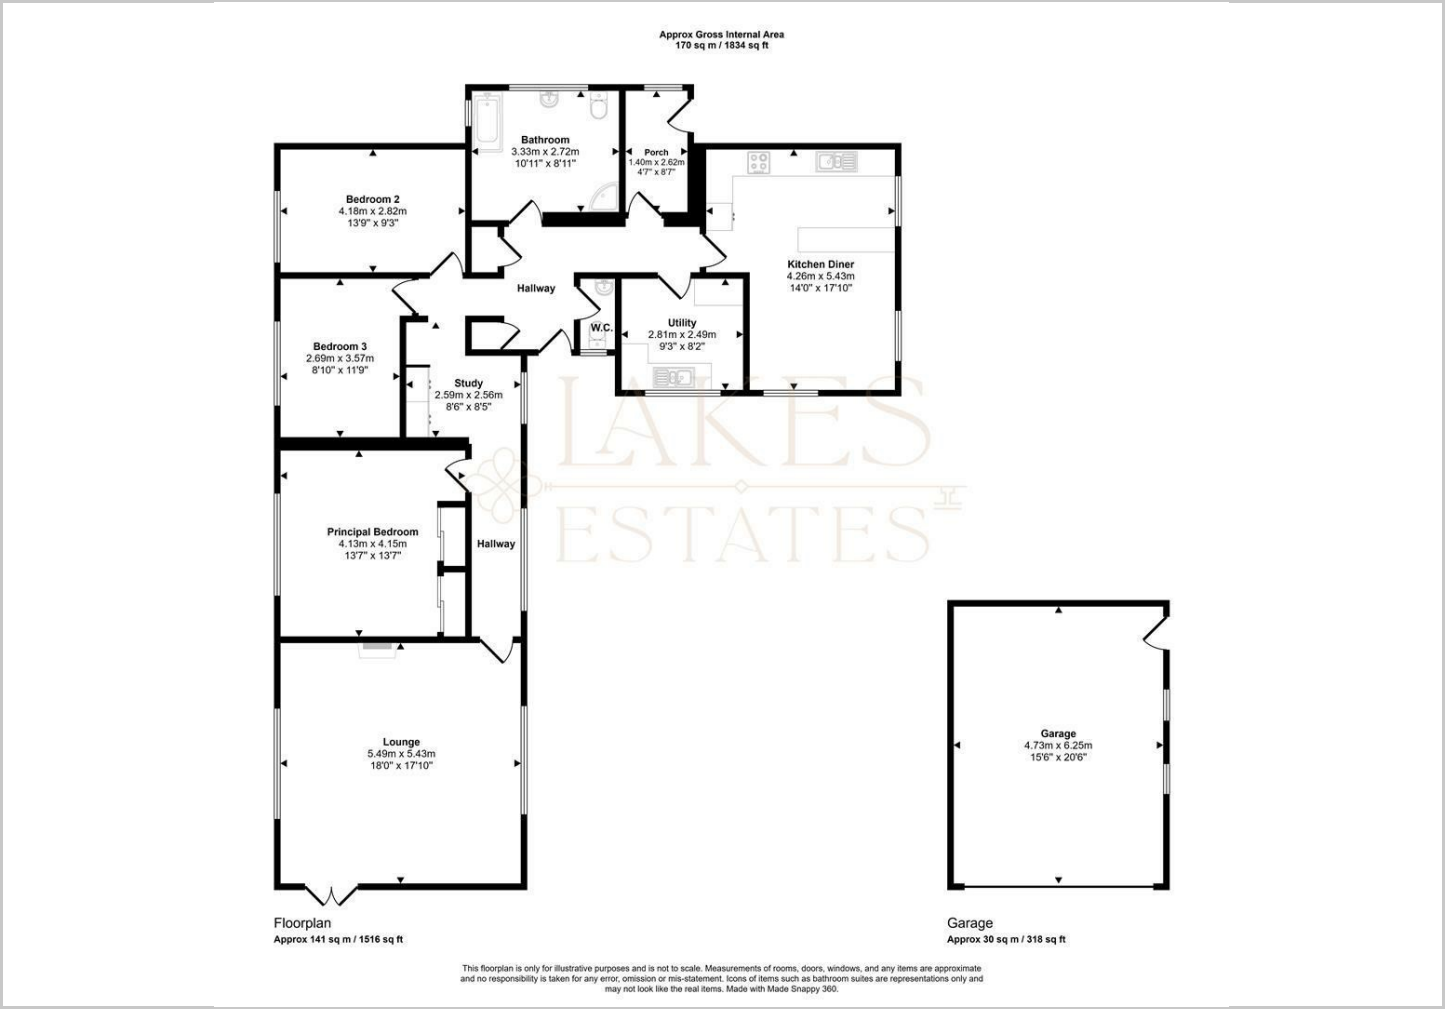 Approx Gross Internal Area
170 sq m / 1834 sq ft
Bathroom
3.33m x 2.72m
10'11" x 8'11"
Porch
1.40m x 2.62m
4'7" x 8'7"
Bedroom 2
4.18m x 2.82m
13'9" x 9'3"
Kitchen Diner
4.26m x 5.43m
14'0" x 17'10"
Hallway
W.C.
Utility
2.81m x 2.49m
9'3" x 8'2"
Bedroom 3
2.69m x 3.57m
8'10" x 11'9"
Study
2.59m x 2.56m
8'6" x 8'5"
LAKES
ESTATES
Principal Bedroom
4.13m x 4.15m
13'7" x 13'7"
Hallway
Lounge
5.49m x 5.43m
18'0" x 17'10"
Garage
4.73m x 6.25m
15'6" x 20'6"
Floorplan
Approx 141 sq m / 1516 sq ft
Garage
Approx 30 sq m / 318 sq ft
This floorplan is only for illustrative purposes and is not to scale. Measurements of rooms, doors, windows, and any items are approximate
and no responsibility is taken for any error, omission or mis-statement. Icons of items such as bathroom suites are representations only and
may not look like the real items. Made with Made Snappy 360.